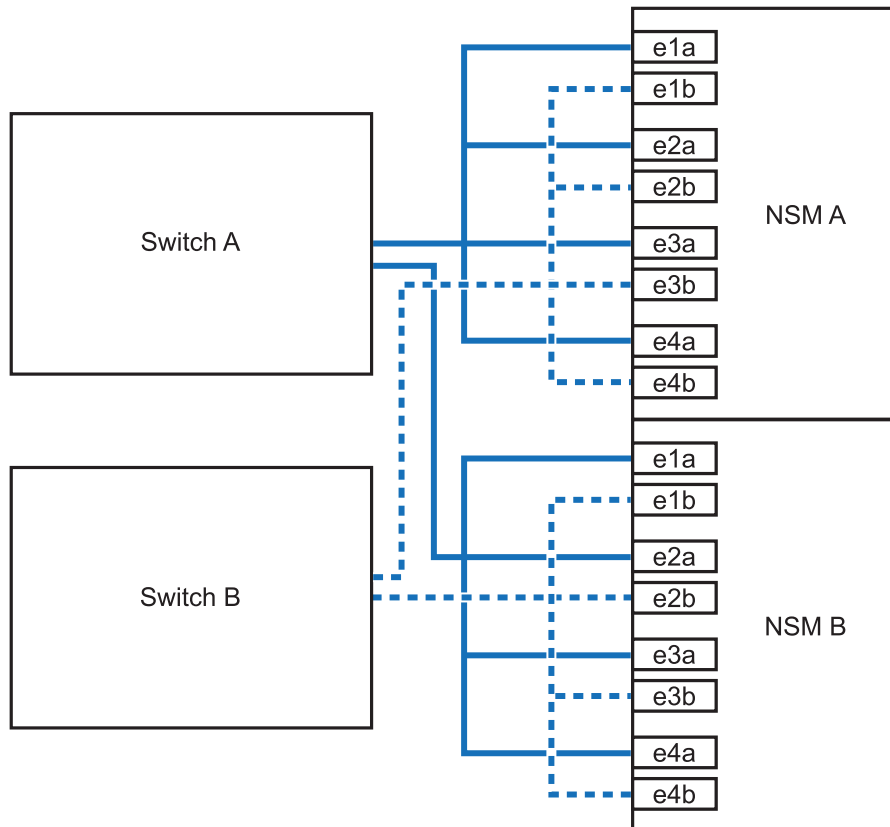 Switch A
e1a
e1b
e2a
e2b
e3a
e3b
e4a
e4b
NSM A
Switch B
e1a
e1b
e2a
e2b
e3a
e3b
e4a
e4b
NSM B